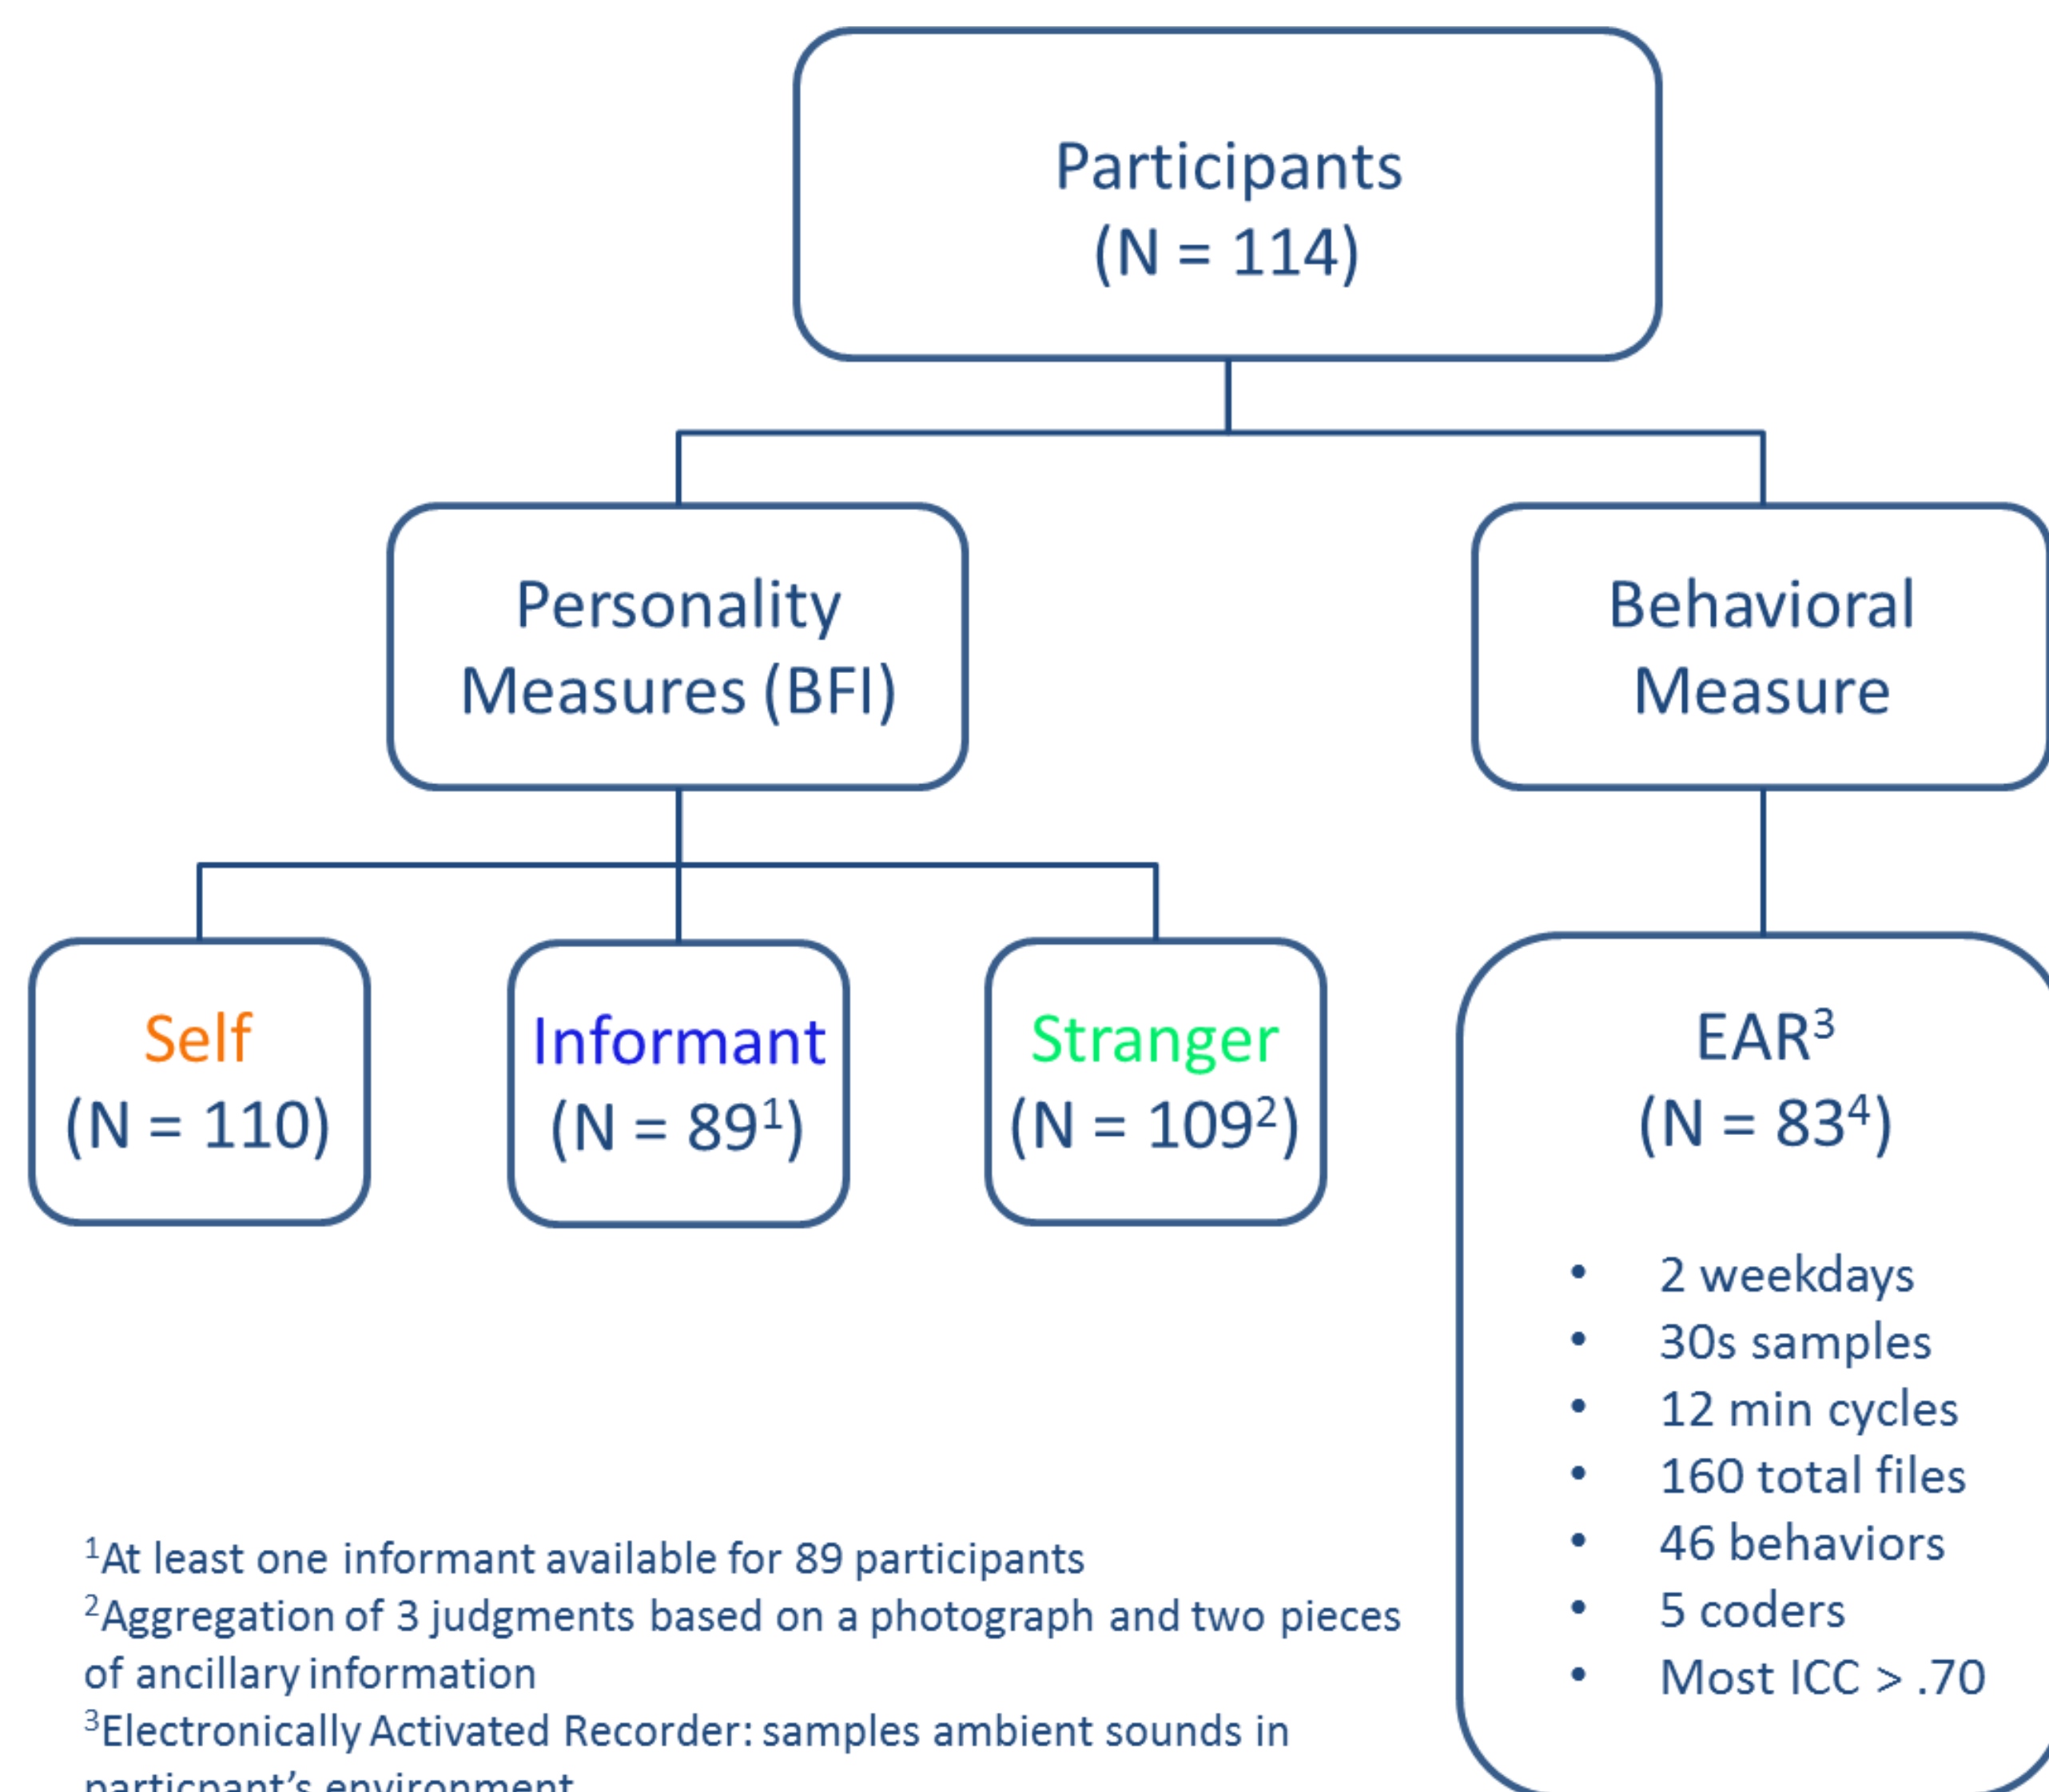 Participants
(N = 114)
Personality
Measures (BFI)
Behavioral
Measure
Self
(N = 110)
Informant
(N = 89¹)
Stranger
(N = 109²)
EAR³
(N = 83⁴)
• 2 weekdays
• 30s samples
• 12 min cycles
• 160 total files
• 46 behaviors
• 5 coders
• Most ICC > .70
¹At least one informant available for 89 participants
²Aggregation of 3 judgments based on a photograph and two pieces
of ancillary information
³Electronically Activated Recorder: samples ambient sounds in
particpant's environment